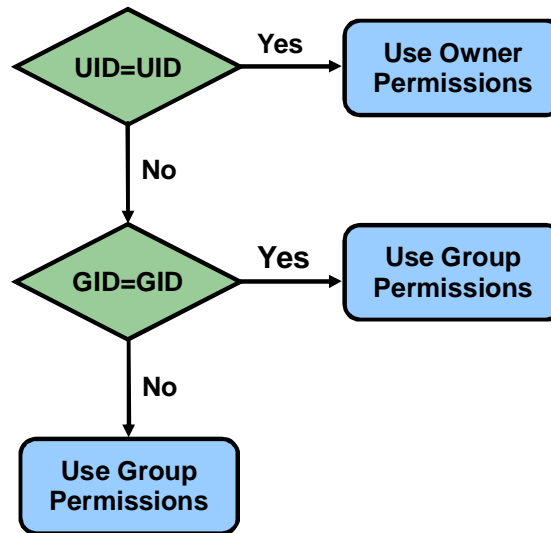 UID=UID
Yes
Use Owner
Permissions
No
GID=GID
Yes
Use Group
Permissions
No
Use Group
Permissions